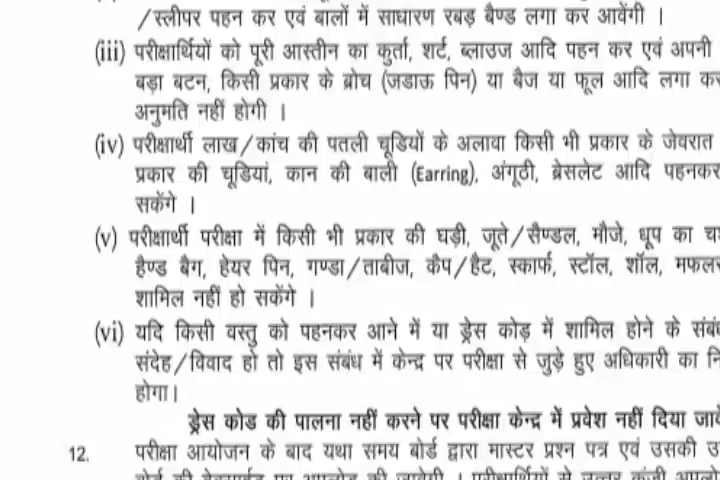 /स्लीपर पहन कर एवं बालों में साधारण रबड़ बैण्ड लगा कर आवेंगी ।
(iii) परीक्षार्थियों को पूरी आस्तीन का कुर्ता, शर्ट, ब्लाउज आदि पहन कर एवं अपनी
बड़ा बटन, किसी प्रकार के ब्रोच (जडाऊ पिन) या बैज या फूल आदि लगा कर
अनुमति नहीं होगी ।
(iv) परीक्षार्थी लाख/कांच की पतली चूडियों के अलावा किसी भी प्रकार के जेवरात
प्रकार की चूडियां, कान की बाली (Earring), अंगूठी, ब्रेसलेट आदि पहनकर
सकेंगे ।
(v) परीक्षार्थी परीक्षा में किसी भी प्रकार की घड़ी, जूते/सैण्डल, मौजे, धूप का
हैण्ड बैग, हेयर पिन, गण्डा/ताबीज, कैप/हैट, स्कार्फ, स्टॉल, शॉल, मफलर
शामिल नहीं हो सकेंगे ।
(vi) यदि किसी वस्तु को पहनकर आने में या ड्रेस कोड़ में शामिल होने के
संदेह/विवाद हो तो इस संबंध में केन्द्र पर परीक्षा से जुड़े हुए अधिकारी का
होगा।
ड्रेस कोड की पालना नहीं करने पर परीक्षा केन्द्र में प्रवेश नहीं दिया
12. परीक्षा आयोजन के बाद यथा समय बोर्ड द्वारा मास्टर प्रश्न पत्र एवं उसकी